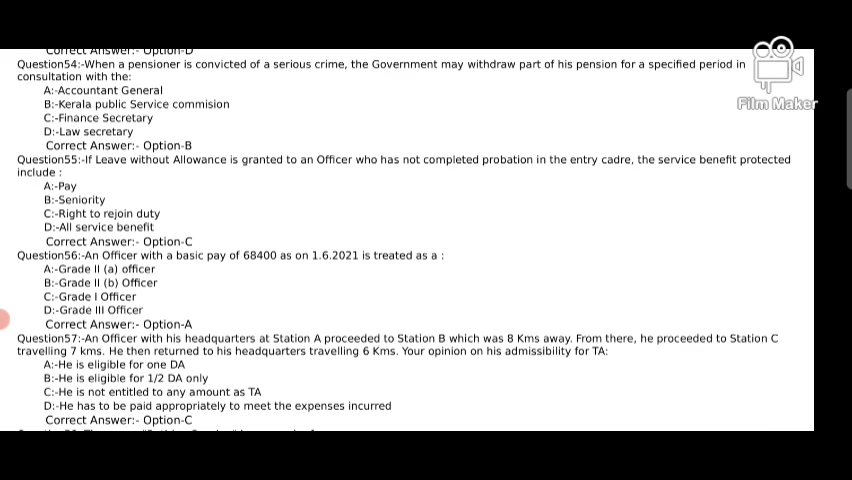 Correct Answer:- Option-D
Question54:-When a pensioner is convicted of a serious crime, the Government may withdraw part of his pension for a specified period in
consultation with the:
A:-Accountant General
B:-Kerala public Service commision
C:-Finance Secretary
D:-Law secretary
Correct Answer:- Option-B
Question55:-If Leave without Allowance is granted to an Officer who has not completed probation in the entry cadre, the service benefit protected
include :
A:-Pay
B:-Seniority
C:-Right to rejoin duty
D:-All service benefit
Correct Answer:- Option-C
Question56:-An Officer with a basic pay of 68400 as on 1.6.2021 is treated as a :
A:-Grade II (a) officer
B:-Grade II (b) Officer
C:-Grade I Officer
D:-Grade III Officer
Correct Answer:- Option-A
Question57:-An Officer with his headquarters at Station A proceeded to Station B which was 8 Kms away. From there, he proceeded to Station C
travelling 7 kms. He then returned to his headquarters travelling 6 Kms. Your opinion on his admissibility for TA:
A:-He is eligible for one DA
B:-He is eligible for 1/2 DA only
C:-He is not entitled to any amount as TA
D:-He has to be paid appropriately to meet the expenses incurred
Correct Answer:- Option-C
Film Maker